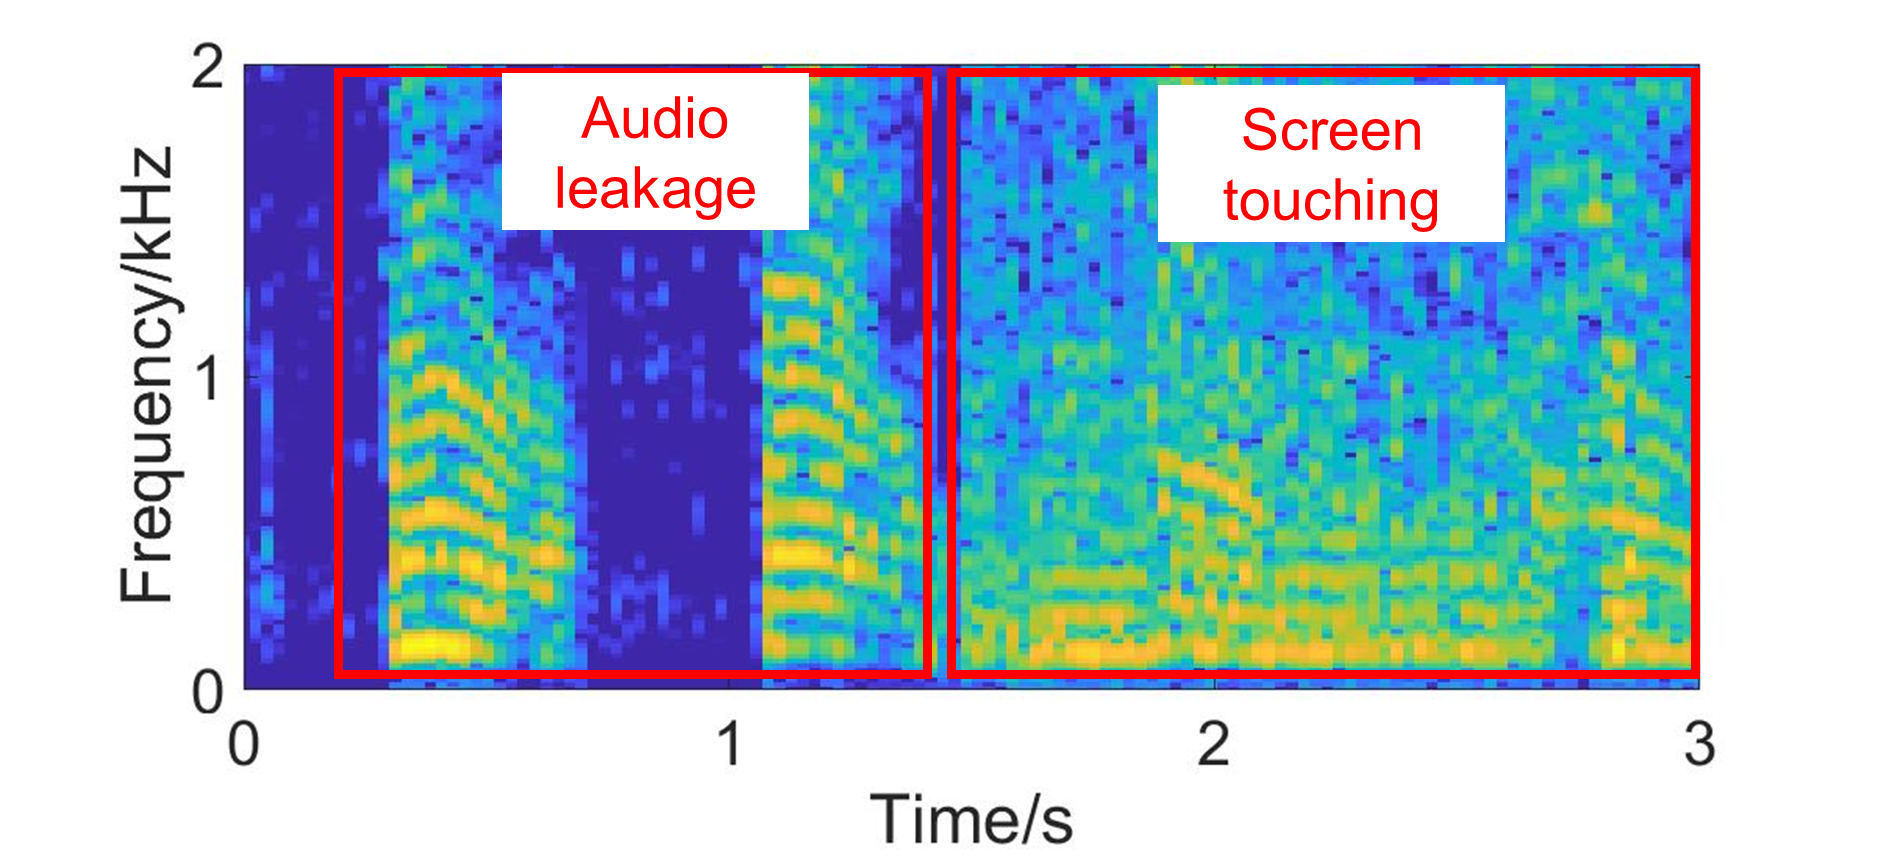 2
Audio
leakage
Screen
touching
Frequency/kHz
1
0
0
1
2
3
Time/s